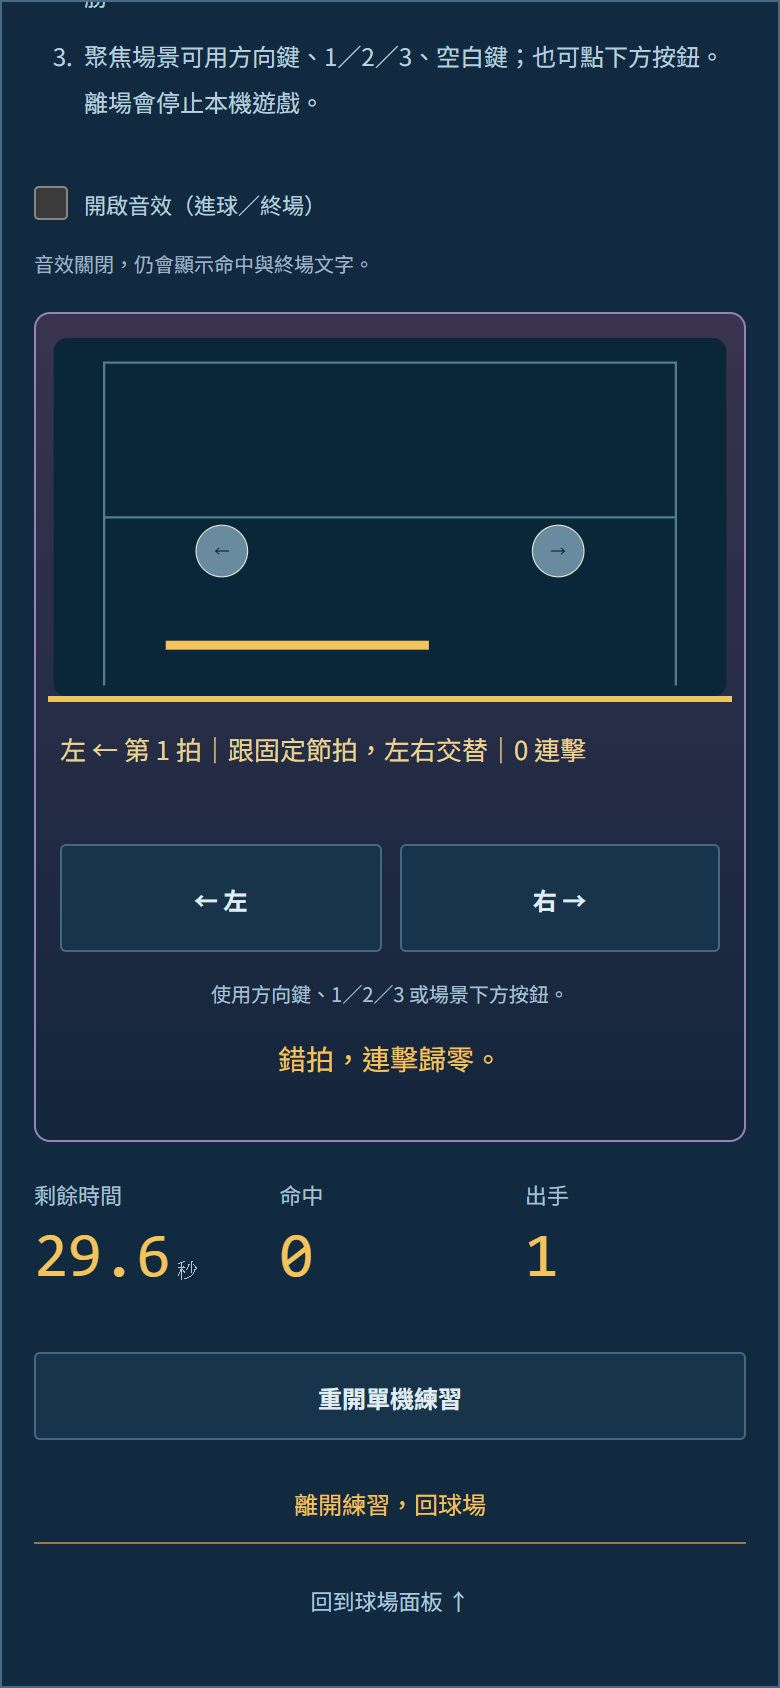 3. 聚焦場景可用方向鍵、1／2／3、空白鍵；也可點下方按鈕。
離場會停止本機遊戲。
開啟音效（進球／終場）
音效關閉，仍會顯示命中與終場文字。
← →
左 ← 第 1 拍｜跟固定節拍，左右交替｜0 連擊
← 左 右 →
使用方向鍵、1／2／3 或場景下方按鈕。
錯拍，連擊歸零。
剩餘時間 命中 出手
29.6 秒 0 1
重開單機練習
離開練習，回球場
回到球場面板 ↑